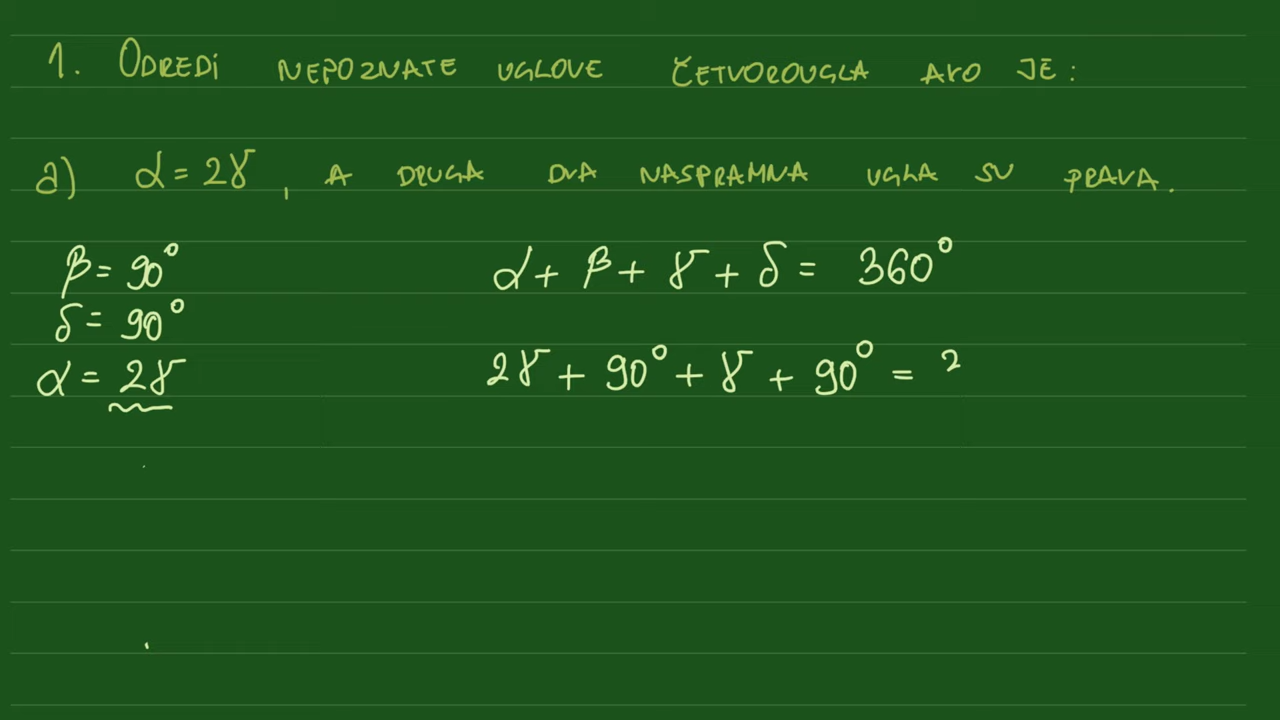 1. ODREDI NEPOZNATE UGLOVE ČETVOROUGLA AKO JE:
a) α = 2γ, A DRUGA DVA NASPRAMNA UGLA SU PRAVA.
β = 90°
δ = 90°
α = 2γ
α + β + γ + δ = 360°
2γ + 90° + γ + 90° =